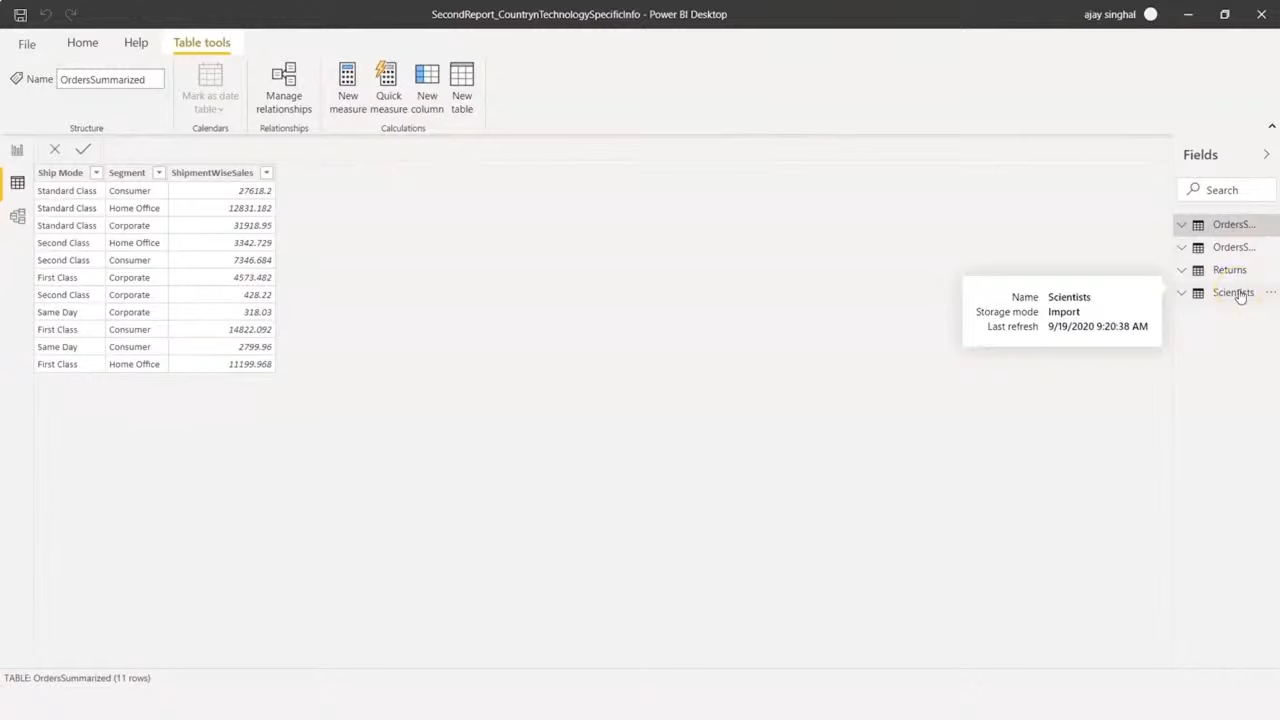 SecondReport_CountrynTechnologySpecificInfo - Power BI Desktop
ajay singhal
File
Home
Help
Table tools
Name
OrdersSummarized
Mark as date
table
Manage
relationships
New
measure
Quick
measure
New
column
New
table
Structure
Calendars
Relationships
Calculations
Fields
Search
Ship Mode Segment ShipmentWiseSales
Standard Class Consumer 27618.2
Standard Class Home Office 12831.182
Standard Class Corporate 31918.95
Second Class Home Office 3342.729
Second Class Consumer 7346.684
First Class Corporate 4573.482
Second Class Corporate 428.22
Same Day Corporate 318.03
First Class Consumer 14822.092
Same Day Consumer 2799.96
First Class Home Office 11199.968
OrdersS...
OrdersS...
Returns
Scientists
Name Scientists
Storage mode Import
Last refresh 9/19/2020 9:20:38 AM
TABLE: OrdersSummarized (11 rows)